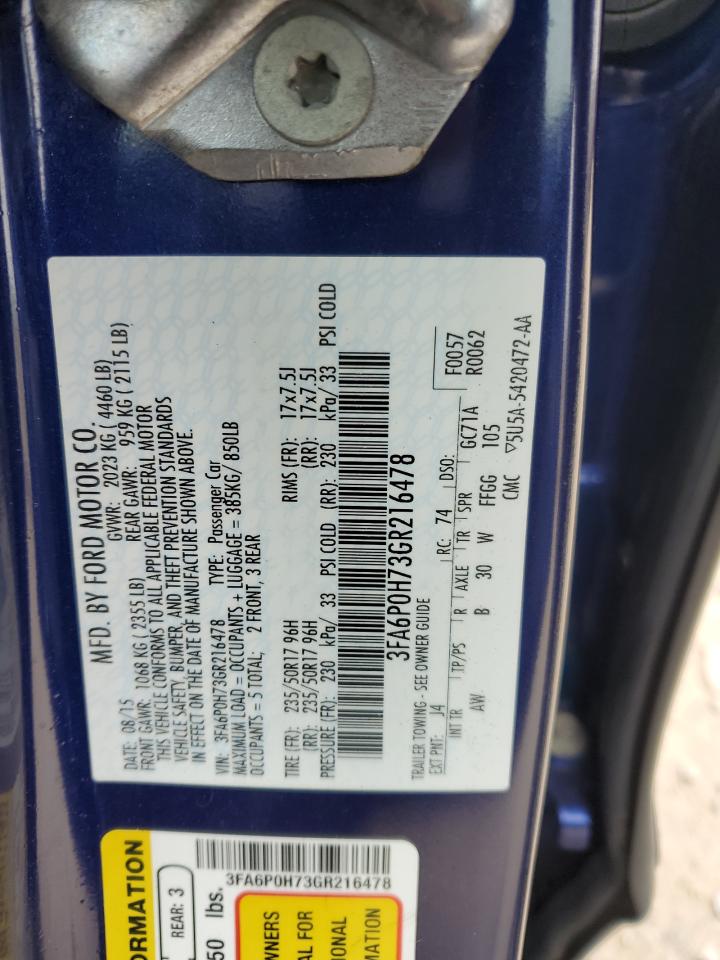 MFD. BY FORD MOTOR CO.
DATE: 08/15 GVWR: 2023 KG ( 4460 LB)
FRONT GAWR: 1068 KG ( 2355 LB) REAR GAWR: 959 KG ( 2115 LB)
THIS VEHICLE CONFORMS TO ALL APPLICABLE FEDERAL MOTOR
VEHICLE SAFETY, BUMPER, AND THEFT PREVENTION STANDARDS
IN EFFECT ON THE DATE OF MANUFACTURE SHOWN ABOVE.
VIN: 3FA6P0H73GR216478 TYPE: Passenger Car
MAXIMUM LOAD = OCCUPANTS + LUGGAGE = 385KG/ 850LB
OCCUPANTS = 5 TOTAL; 2 FRONT, 3 REAR
TIRE (FR): 235/50R17 96H RIMS (FR): 17x7.5J
(RR): 235/50R17 96H (RR): 17x7.5J
PRESSURE (FR): 230 kPa/ 33 PSI COLD (RR): 230 kPa/ 33 PSI COLD
3FA6P0H73GR216478
TRAILER TOWING - SEE OWNER GUIDE F0057
EXT PNT: J4 RC: 74 DSO: R0062
INT TR TP/PS R AXLE TR SPR GC71A
AW B 30 W FFGG 105
CMC ▽5U5A-5420472-AA
ORMATION
REAR: 3
50 lbs.
3FA6P0H73GR216478
WNERS
AL FOR
IONAL
RMATION